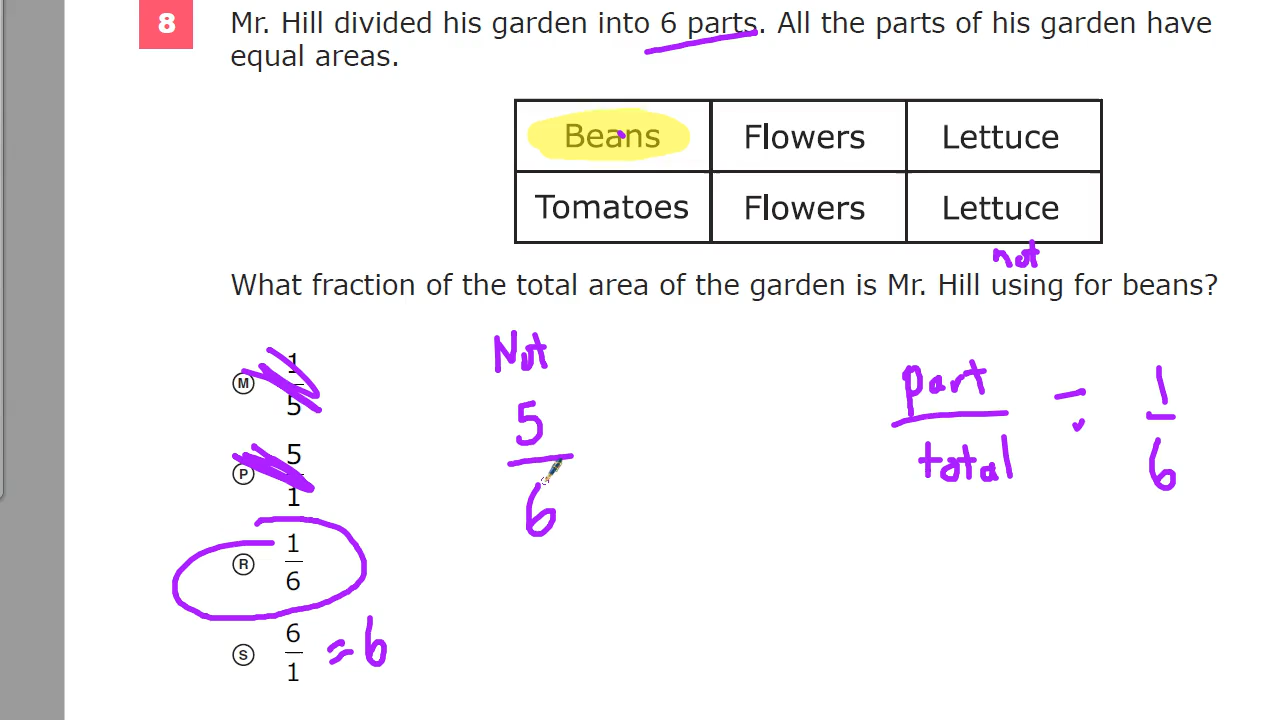 8 Mr. Hill divided his garden into 6 parts. All the parts of his garden have
equal areas.
Beans Flowers Lettuce
Tomatoes Flowers Lettuce
not
What fraction of the total area of the garden is Mr. Hill using for beans?
M 1/5
P 5/1
R 1/6
S 6/1 = 6
Not
5/6
part/total = 1/6